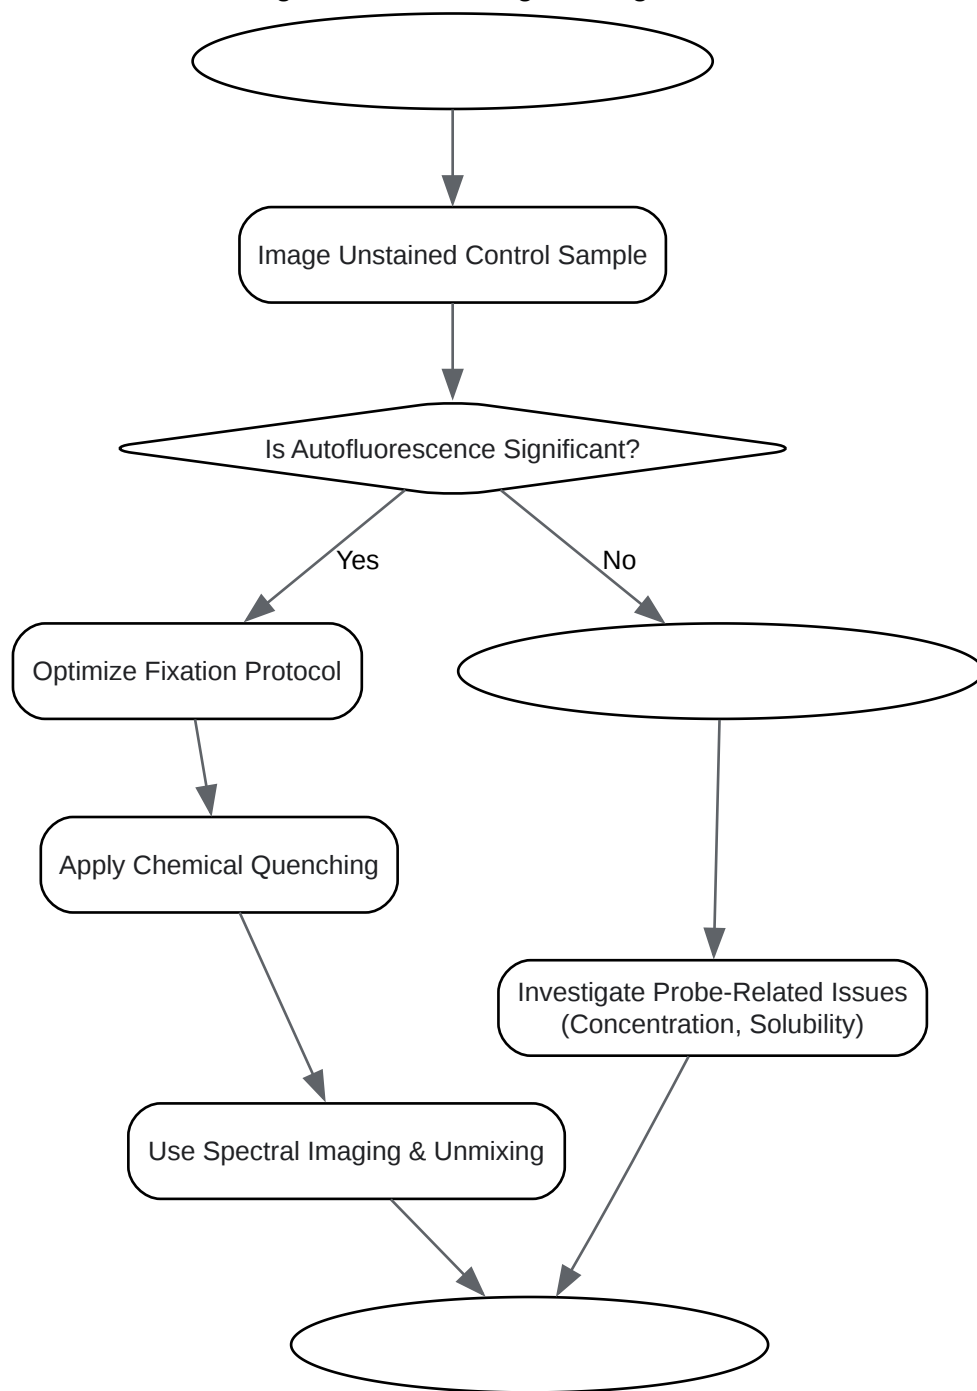 Image Unstained Control Sample
Is Autofluorescence Significant?
Yes
No
Optimize Fixation Protocol
Apply Chemical Quenching
Investigate Probe-Related Issues
(Concentration, Solubility)
Use Spectral Imaging & Unmixing